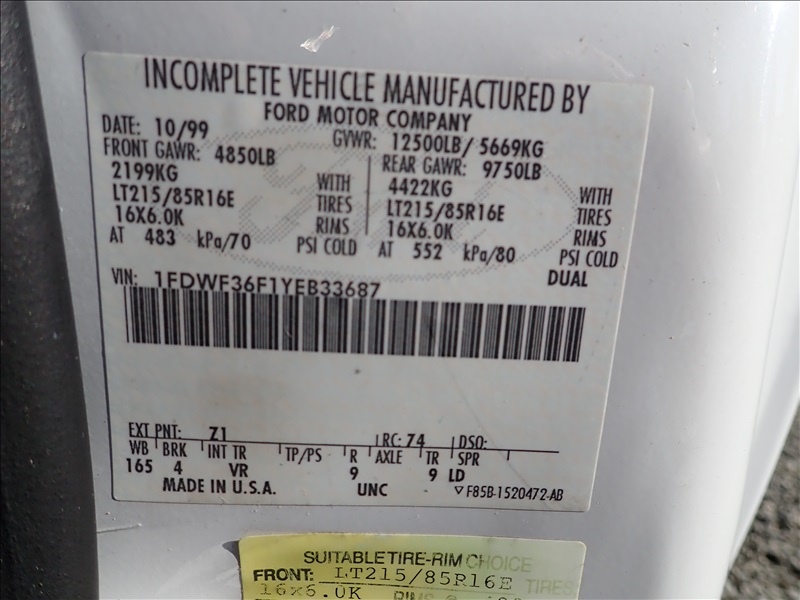 INCOMPLETE VEHICLE MANUFACTURED BY
FORD MOTOR COMPANY
DATE: 10/99 GVWR: 12500LB/ 5669KG
FRONT GAWR: 4850LB REAR GAWR: 9750LB
2199KG WITH 4422KG WITH
LT215/85R16E TIRES LT215/85R16E TIRES
16X6.0K RIMS 16X6.0K RIMS
AT 483 kPa/70 PSI COLD AT 552 kPa/80 PSI COLD
DUAL
VIN: 1FDWF36F1YEB33687
EXT PNT: Z1 RC: 74 DSO:
WB BRK INT TR TP/PS R AXLE TR SPR
165 4 VR 9 9 LD
MADE IN U.S.A. UNC F85B-1520472-AB
SUITABLE TIRE-RIM CHOICE
FRONT: LT215/85R16E TIRES
16x6.0K RIMS